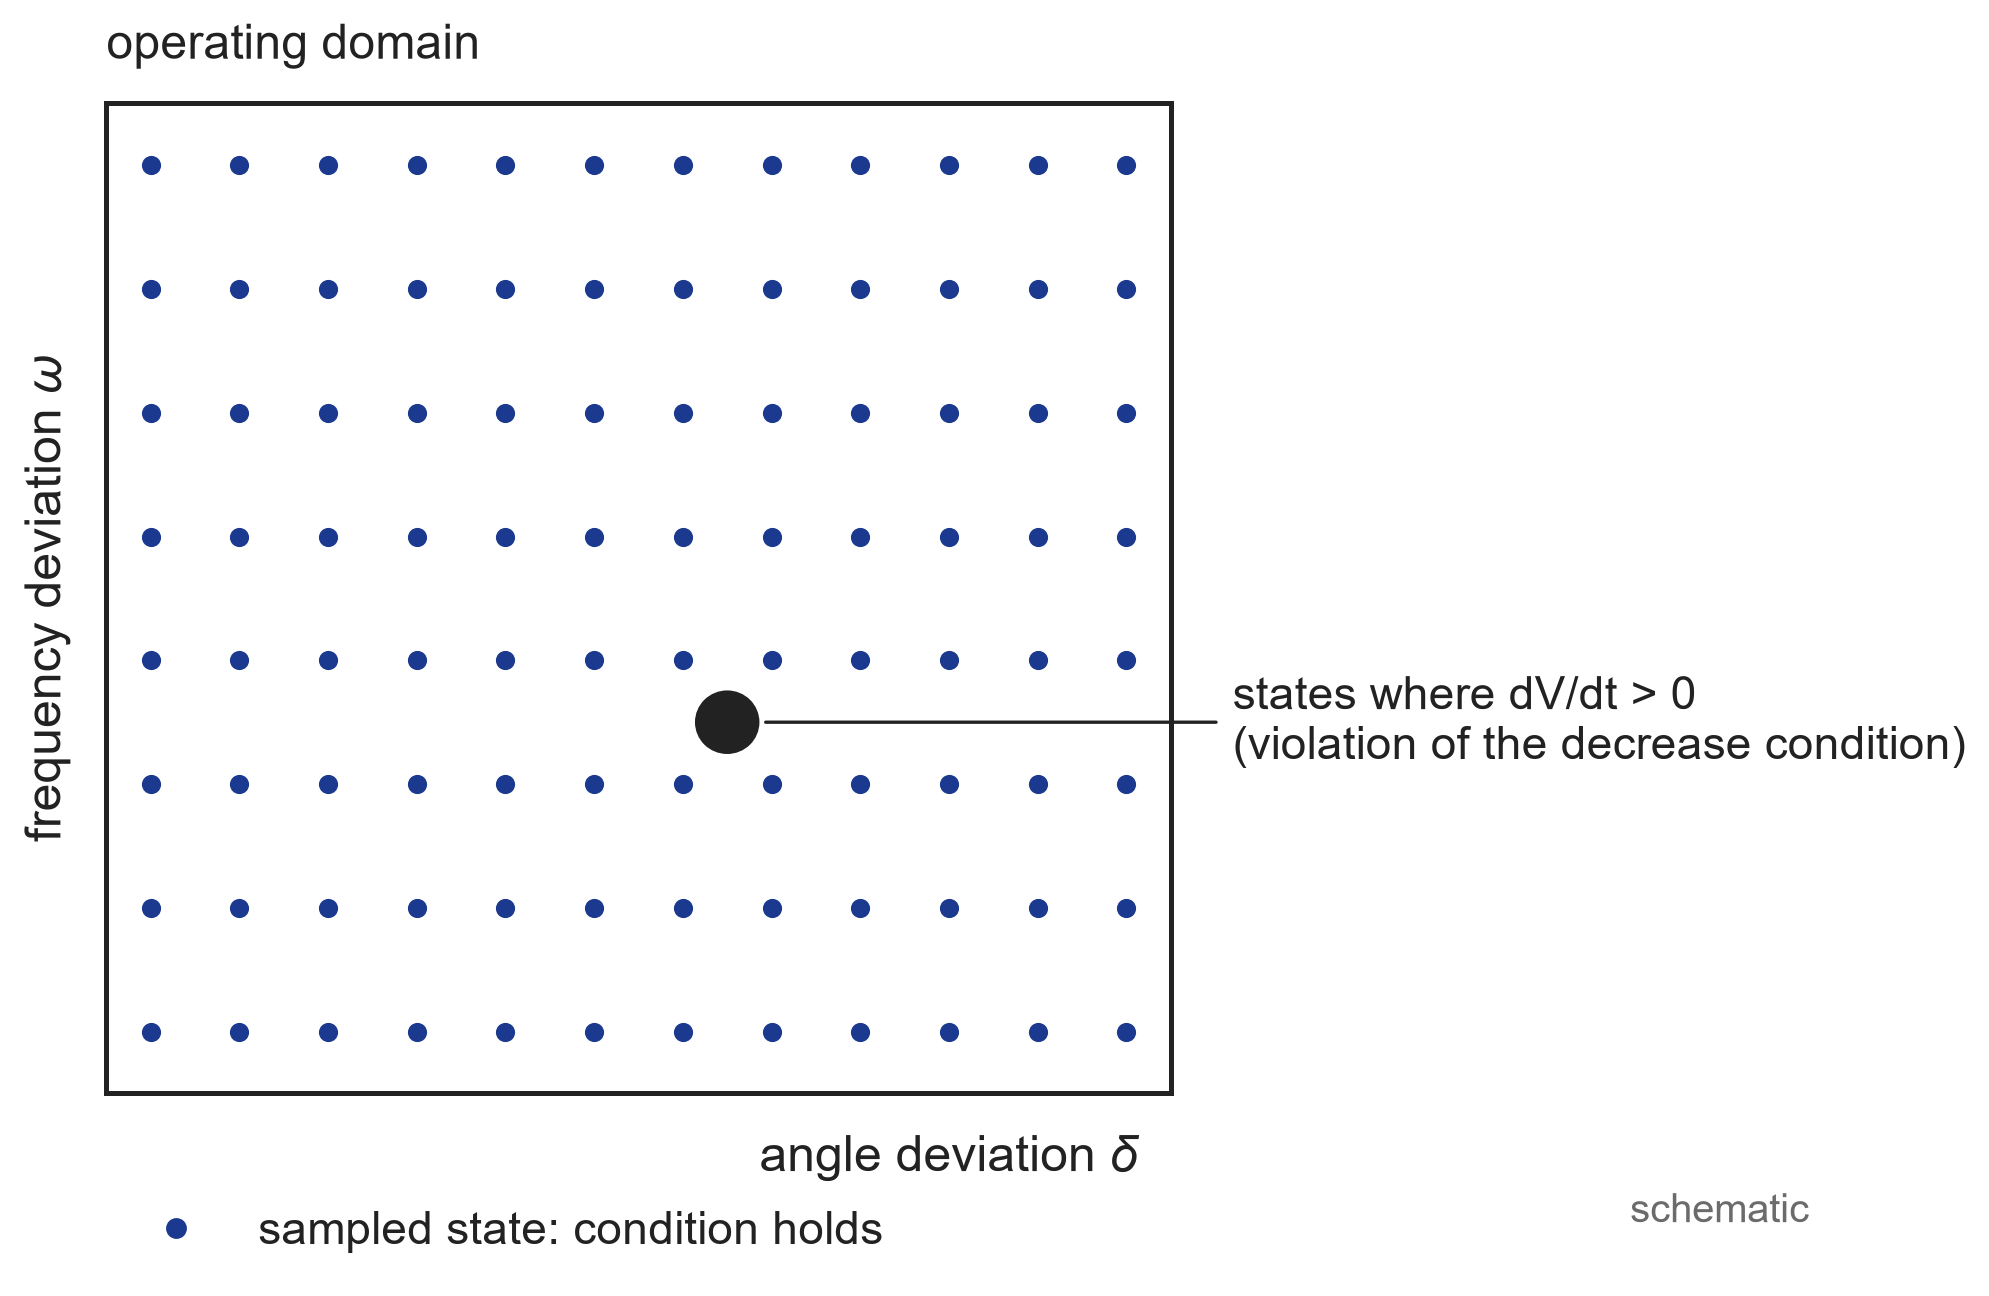 operating domain
frequency deviation ω
states where dV/dt > 0
(violation of the decrease condition)
angle deviation δ
schematic
sampled state: condition holds